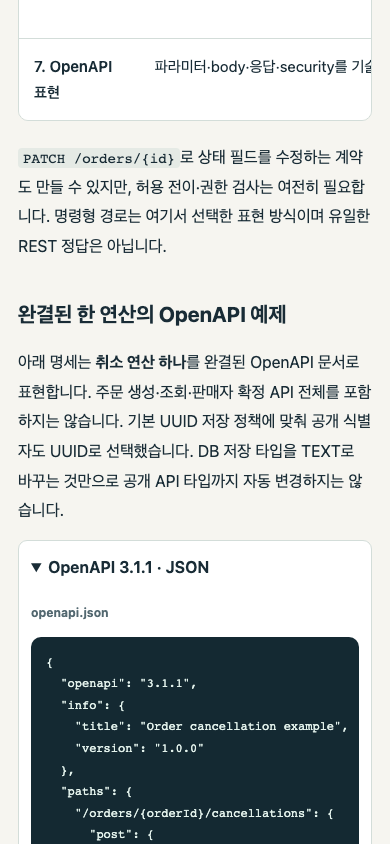 7. OpenAPI 파라미터·body·응답·security를 기술
표현
PATCH /orders/{id} 로 상태 필드를 수정하는 계약
도 만들 수 있지만, 허용 전이·권한 검사는 여전히 필요합
니다. 명령형 경로는 여기서 선택한 표현 방식이며 유일한
REST 정답은 아닙니다.
완결된 한 연산의 OpenAPI 예제
아래 명세는 취소 연산 하나를 완결된 OpenAPI 문서로
표현합니다. 주문 생성·조회·판매자 확정 API 전체를 포함
하지는 않습니다. 기본 UUID 저장 정책에 맞춰 공개 식별
자도 UUID로 선택했습니다. DB 저장 타입을 TEXT로
바꾸는 것만으로 공개 API 타입까지 자동 변경하지는 않
습니다.
▼ OpenAPI 3.1.1 · JSON
openapi.json
{
"openapi": "3.1.1",
"info": {
"title": "Order cancellation example",
"version": "1.0.0"
},
"paths": {
"/orders/{orderId}/cancellations": {
"post": {